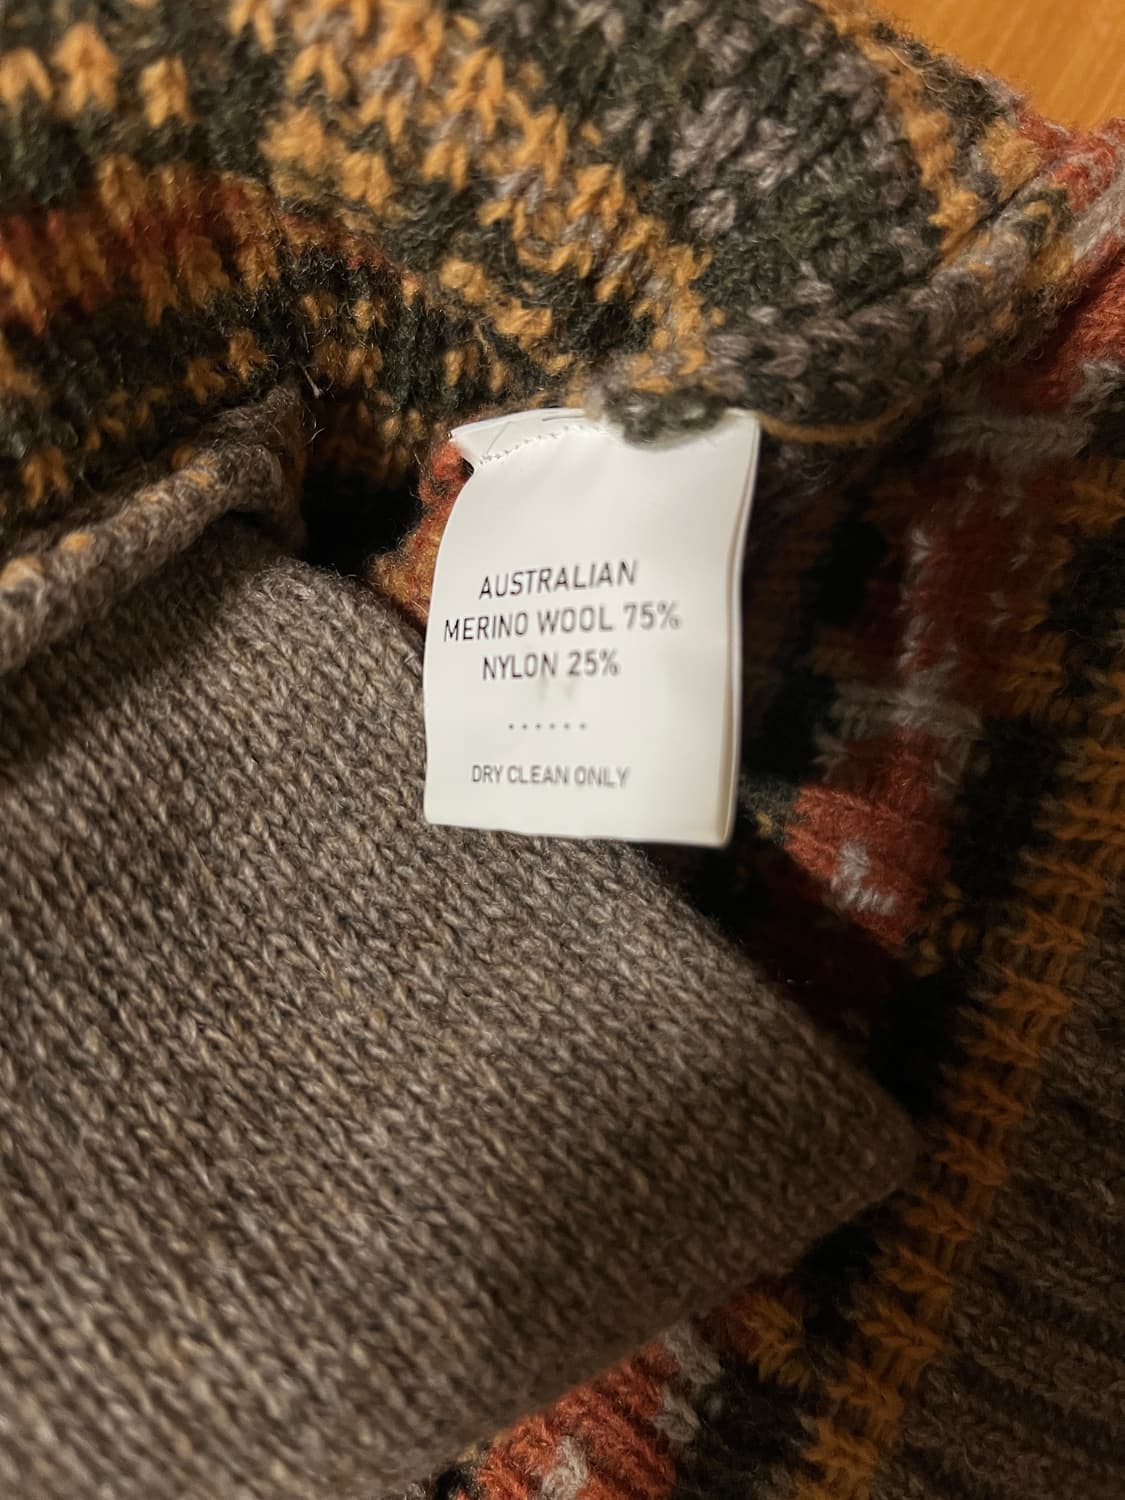 AUSTRALIAN
MERINO WOOL 75%
NYLON 25%
......
DRY CLEAN ONLY